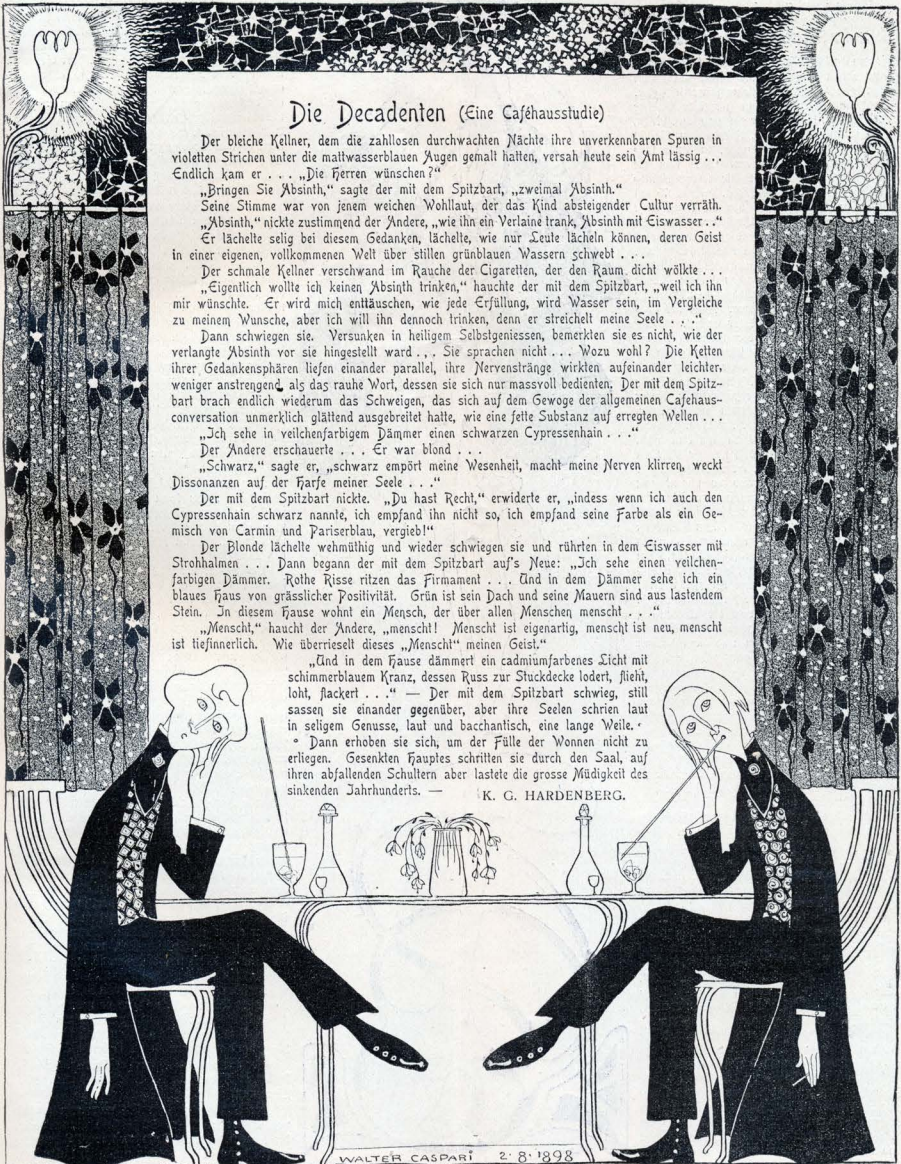 Die Decadenten (Eine Caféhausstudie)
Der bleiche Kellner, dem die zahllosen durchwachten Nächte ihre unverkennbaren Spuren in
violetten Strichen unter die mattwasserblauen Augen gemalt hatten, versah heute sein Amt lässig ...
Endlich kam er . . . „Die Herren wünschen?“
„Bringen Sie Absinth,“ sagte der mit dem Spitzbart, „zweimal Absinth.“
Seine Stimme war von jenem weichen Wohllaut, der das Kind absteigender Cultur verräth.
„Absinth,“ nickte zustimmend der Andere, „wie ihn ein Verlaine trank, Absinth mit Eiswasser ..“
Er lächelte selig bei diesem Gedanken, lächelte, wie nur Leute lächeln können, deren Geist
in einer eigenen, vollkommenen Welt über stillen grünblauen Wassern schwebt . . .
Der schmale Kellner verschwand im Rauche der Cigaretten, der den Raum dicht wölkte ...
„Eigentlich wollte ich keinen Absinth trinken,“ hauchte der mit dem Spitzbart, „weil ich ihn
mir wünschte. Er wird mich enttäuschen, wie jede Erfüllung, wird Wasser sein, im Vergleiche
zu meinem Wunsche, aber ich will ihn dennoch trinken, denn er streichelt meine Seele . . .“
Dann schwiegen sie. Versunken in heiligem Selbstgeniessen, bemerkten sie es nicht, wie der
verlangte Absinth vor sie hingestellt ward ... Sie sprachen nicht ... Wozu wohl? Die Ketten
ihrer Gedankensphären liefen einander parallel, ihre Nervenstränge wirkten aufeinander leichter,
weniger anstrengend als das rauhe Wort, dessen sie sich nur massvoll bedienten. Der mit dem Spitz-
bart brach endlich wiederum das Schweigen, das sich auf dem Gewoge der allgemeinen Cafehaus-
conversation unmerklich glättend ausgebreitet hatte, wie eine fette Substanz auf erregten Wellen ...
„Ich sehe in veilchenfarbigem Dämmer einen schwarzen Cypressenhain . . .“
Der Andere erschauerte . . . Er war blond . . .
„Schwarz,“ sagte er, „schwarz empört meine Wesenheit, macht meine Nerven klirren, weckt
Dissonanzen auf der Harfe meiner Seele . . .“
Der mit dem Spitzbart nickte. „Du hast Recht,“ erwiderte er, „indess wenn ich auch den
Cypressenhain schwarz nannte, ich empfand ihn nicht so, ich empfand seine Farbe als ein Ge-
misch von Carmin und Pariserblau, vergieb!“
Der Blonde lächelte wehmüthig und wieder schwiegen sie und rührten in dem Eiswasser mit
Strohhalmen . . . Dann begann der mit dem Spitzbart auf's Neue: „Ich sehe einen veilchen-
farbigen Dämmer. Rothe Risse ritzen das Firmament . . . Und in dem Dämmer sehe ich ein
blaues Haus von grässlicher Positivität. Grün ist sein Dach und seine Mauern sind aus lastendem
Stein. In diesem Hause wohnt ein Mensch, der über allen Menschen menscht . . .“
„Menscht,“ haucht der Andere, „menscht! Menscht ist eigenartig, menscht ist neu, menscht
ist tiefinnerlich. Wie überrieselt dieses „Menscht“ meinen Geist.“
„Und in dem Hause dämmert ein cadmiumfarbenes Licht mit
schimmerblauem Kranz, dessen Russ zur Stuckdecke lodert, flieht,
loht, flackert . . .“ — Der mit dem Spitzbart schwieg, still
sassen sie einander gegenüber, aber ihre Seelen schrien laut
in seligem Genusse, laut und bacchantisch, eine lange Weile.
Dann erhoben sie sich, um der Fülle der Wonnen nicht zu
erliegen. Gesenkten Hauptes schritten sie durch den Saal, auf
ihren abfallenden Schultern aber lastete die grosse Müdigkeit des
sinkenden Jahrhunderts. — K. G. HARDENBERG.
WALTER CASPARI 2·8·1898